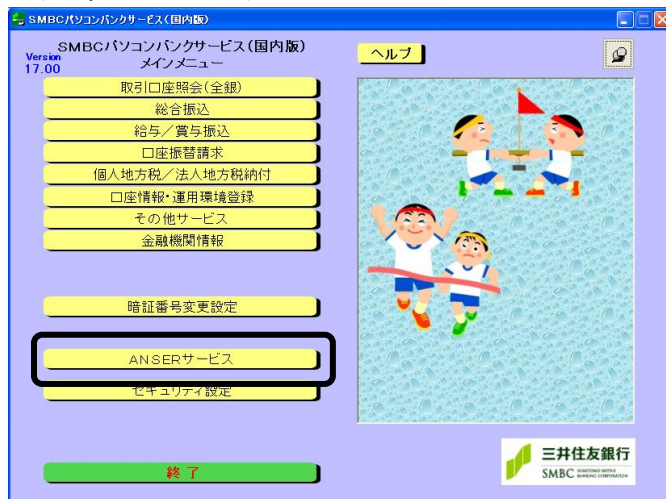 SMBCパソコンバンクサービス(国内版)
SMBCパソコンバンクサービス(国内版)
メインメニュー
Version
17.00
ヘルプ
取引口座照会(全銀)
総合振込
給与／賞与振込
口座振替請求
個人地方税／法人地方税納付
口座情報・運用環境登録
その他サービス
金融機関情報
暗証番号変更設定
ANSERサービス
セキュリティ設定
終了
三井住友銀行
SMBC SUMITOMO MITSUI
BANKING CORPORATION